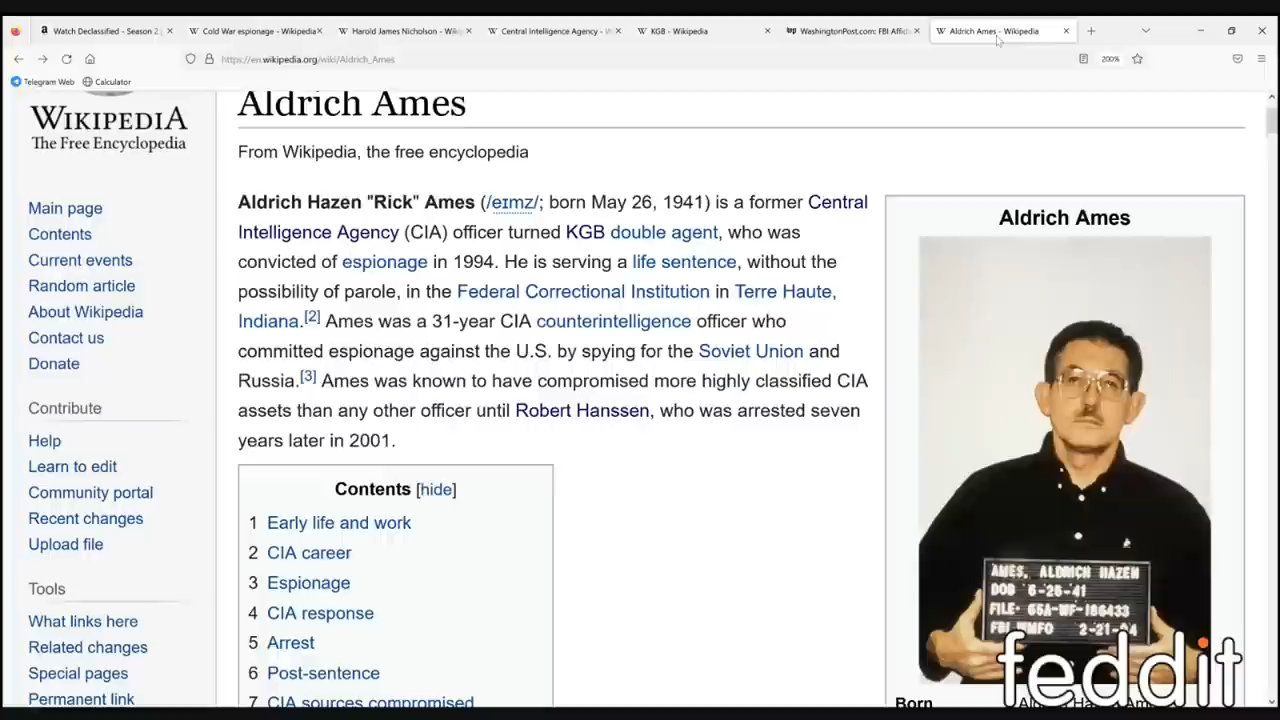 Watch Declassified - Season 2
Cold War espionage - Wikipedia
Harold James Nicholson - Wiki
Central Intelligence Agency - W
KGB - Wikipedia
WashingtonPost.com: FBI Affid
Aldrich Ames - Wikipedia
https://en.wikipedia.org/wiki/Aldrich_Ames
200%
Telegram Web
Calculator
WIKIPEDIA
The Free Encyclopedia
Main page
Contents
Current events
Random article
About Wikipedia
Contact us
Donate
Contribute
Help
Learn to edit
Community portal
Recent changes
Upload file
Tools
What links here
Related changes
Special pages
Permanent link
Aldrich Ames
From Wikipedia, the free encyclopedia
Aldrich Hazen "Rick" Ames (/eɪmz/; born May 26, 1941) is a former Central
Intelligence Agency (CIA) officer turned KGB double agent, who was
convicted of espionage in 1994. He is serving a life sentence, without the
possibility of parole, in the Federal Correctional Institution in Terre Haute,
Indiana.[2] Ames was a 31-year CIA counterintelligence officer who
committed espionage against the U.S. by spying for the Soviet Union and
Russia.[3] Ames was known to have compromised more highly classified CIA
assets than any other officer until Robert Hanssen, who was arrested seven
years later in 2001.
Contents [hide]
1 Early life and work
2 CIA career
3 Espionage
4 CIA response
5 Arrest
6 Post-sentence
7 CIA sources compromised
Aldrich Ames
AMES, ALDRICH HAZEN
DOB 5-26-41
FILE· 65A-WF-186433
FBI WMFO 2-21-94
Born
feddit